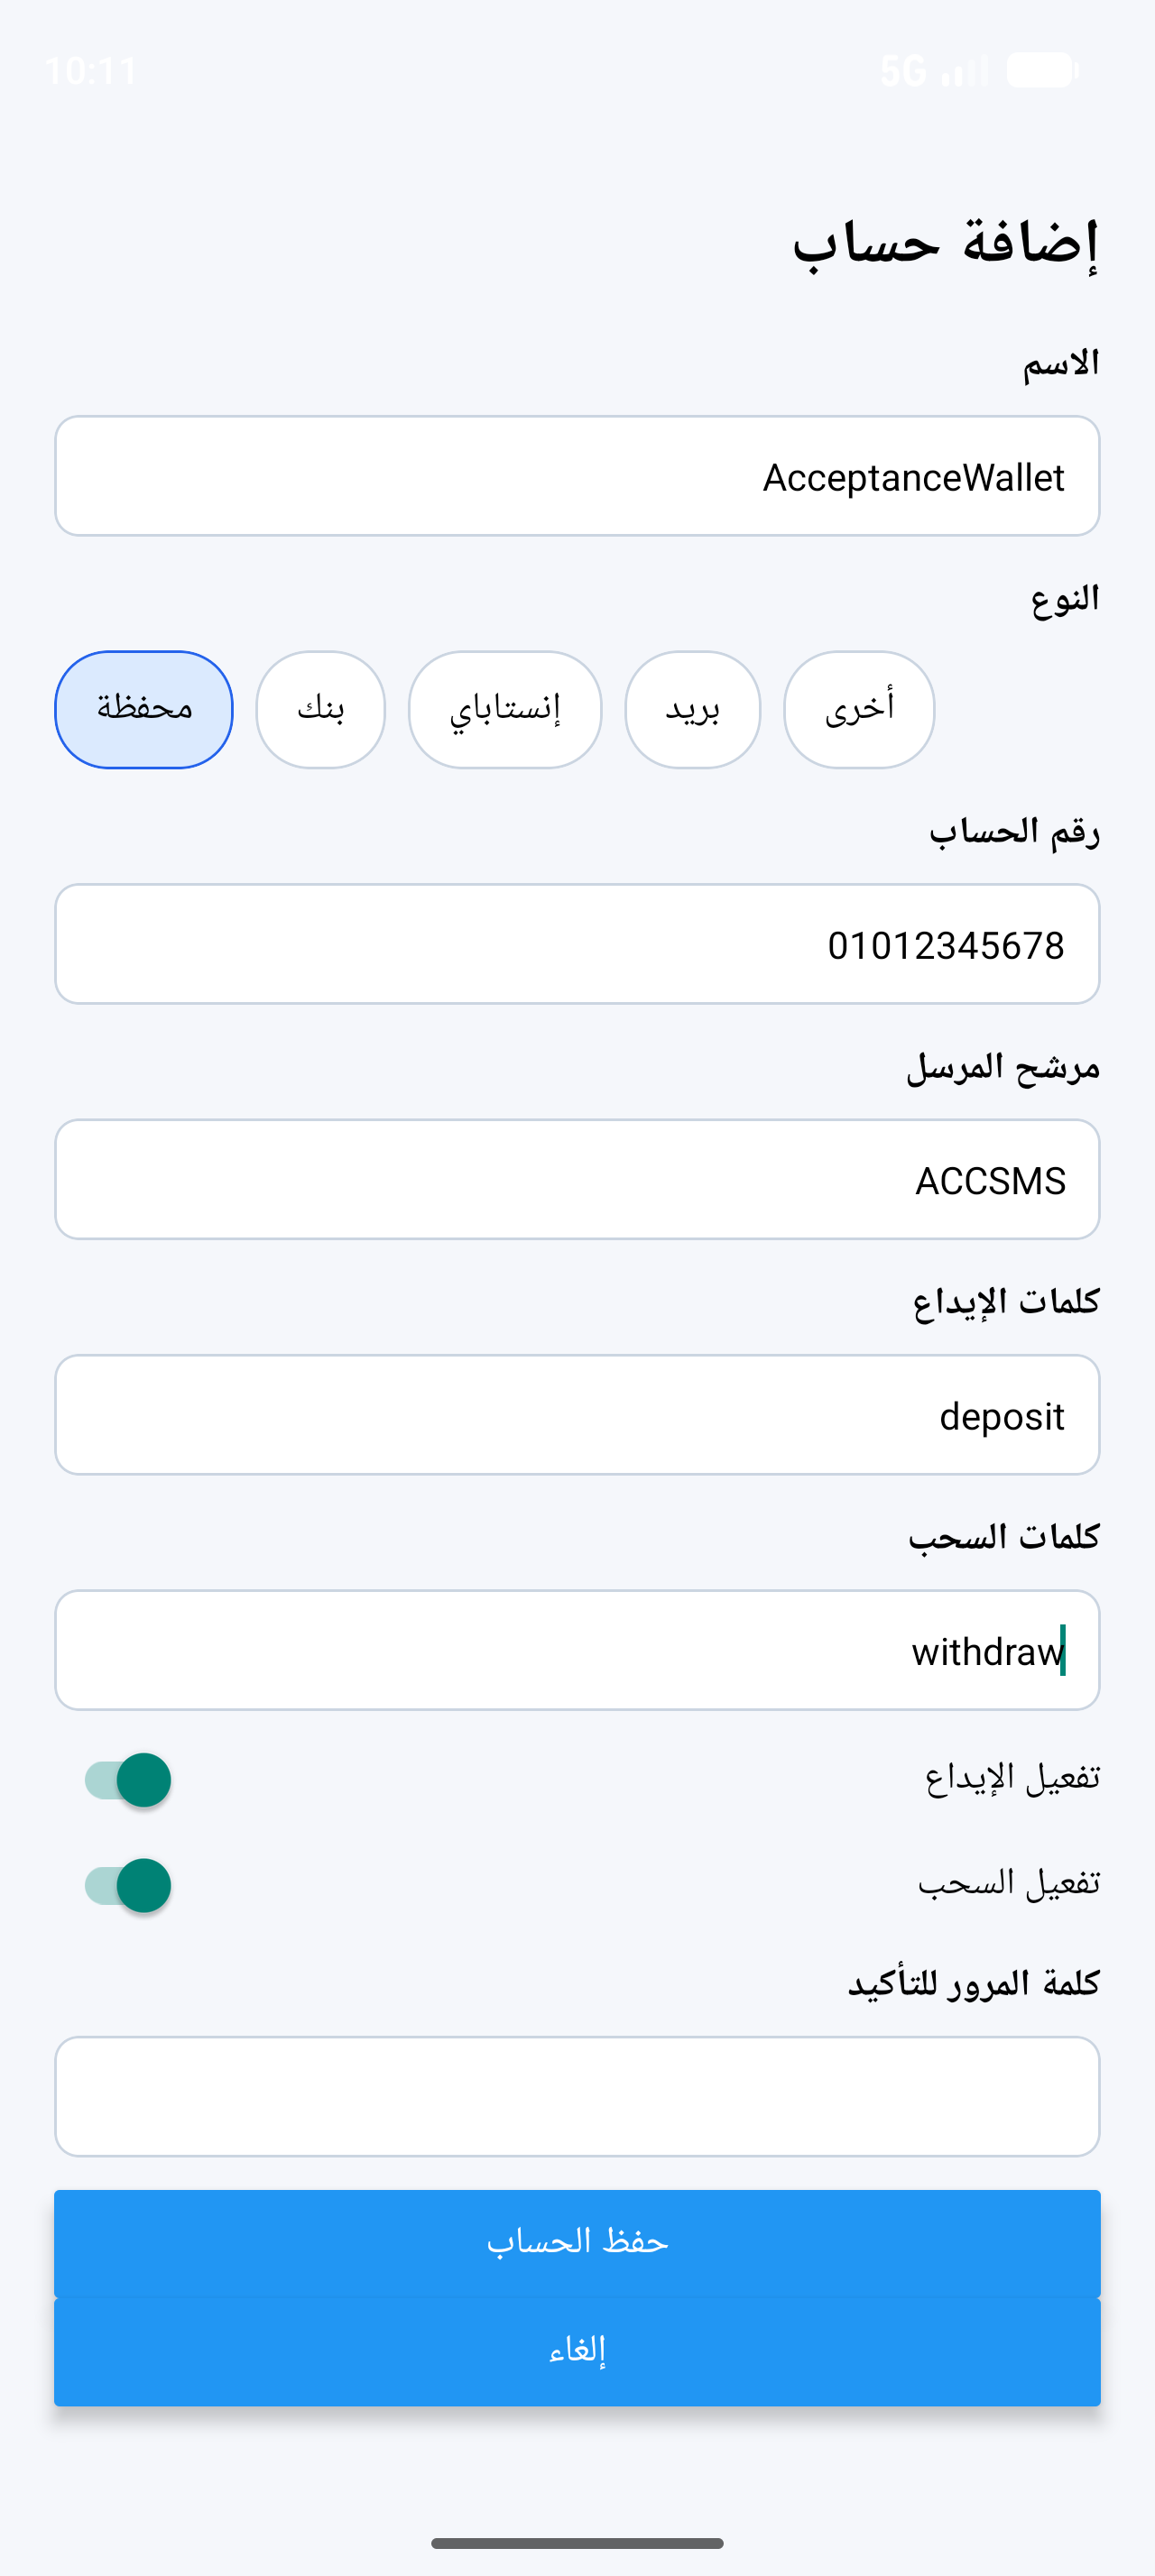 10:11 5G
إضافة حساب
الاسم
AcceptanceWallet
النوع
محفظة بنك إنستاباي بريد أخرى
رقم الحساب
01012345678
مرشح المرسل
ACCSMS
كلمات الإيداع
deposit
كلمات السحب
withdraw
تفعيل الإيداع
تفعيل السحب
كلمة المرور للتأكيد
حفظ الحساب
إلغاء